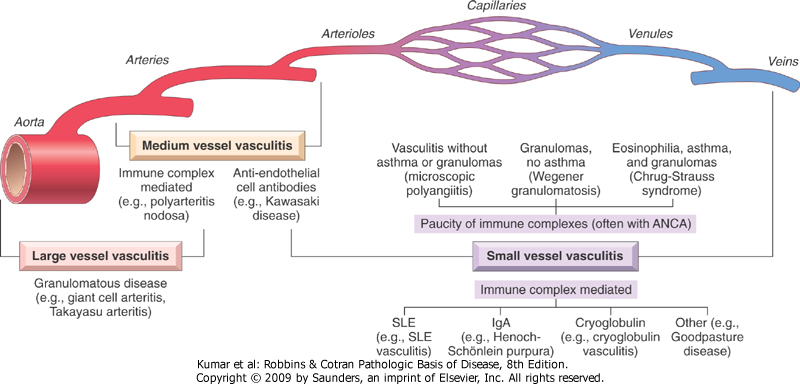 Capillaries
Arterioles
Venules
Arteries
Veins
Aorta
Medium vessel vasculitis
Immune complex
mediated
(e.g., polyarteritis
nodosa)
Anti-endothelial
cell antibodies
(e.g., Kawasaki
disease)
Vasculitis without
asthma or granulomas
(microscopic
polyangiitis)
Granulomas,
no asthma
(Wegener
granulomatosis)
Eosinophilia, asthma,
and granulomas
(Chrug-Strauss
syndrome)
Paucity of immune complexes (often with ANCA)
Large vessel vasculitis
Granulomatous disease
(e.g., giant cell arteritis,
Takayasu arteritis)
Small vessel vasculitis
Immune complex mediated
SLE
(e.g., SLE
vasculitis)
IgA
(e.g., Henoch-
Schönlein purpura)
Cryoglobulin
(e.g., cryoglobulin
vasculitis)
Other (e.g.,
Goodpasture
disease)
Kumar et al: Robbins & Cotran Pathologic Basis of Disease, 8th Edition.
Copyright © 2009 by Saunders, an imprint of Elsevier, Inc. All rights reserved.